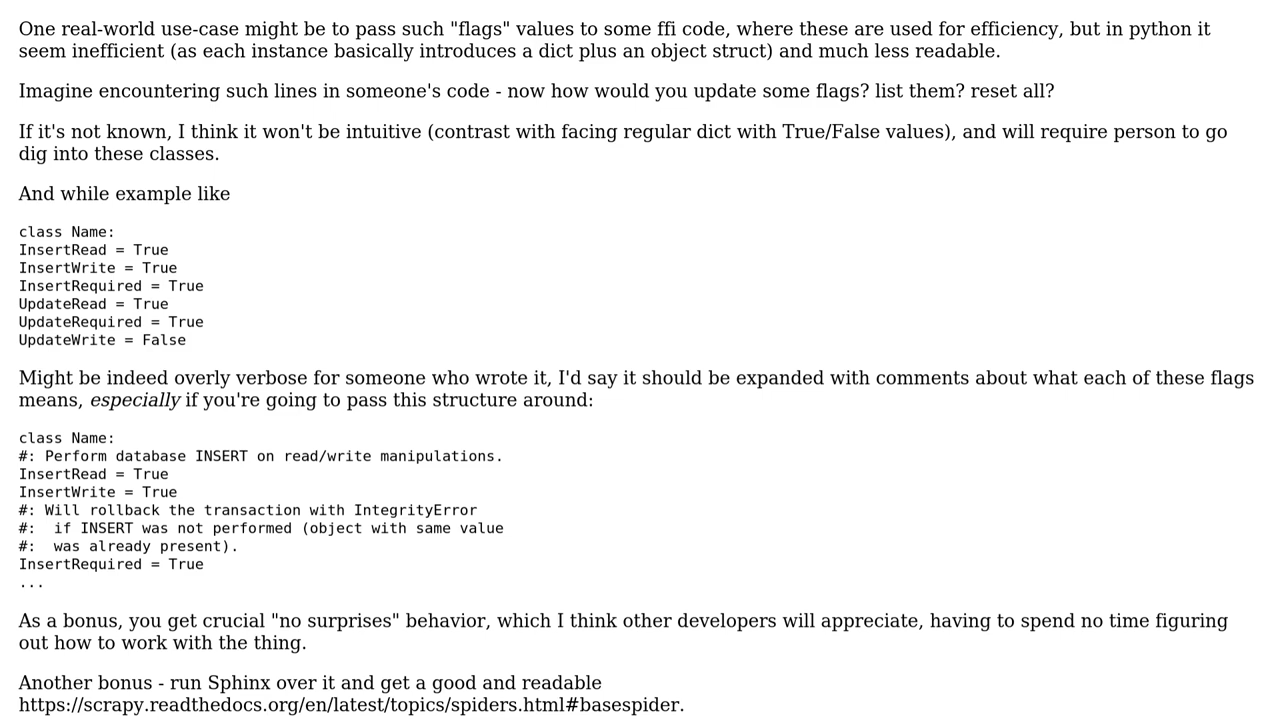 One real-world use-case might be to pass such "flags" values to some ffi code, where these are used for efficiency, but in python it
seem inefficient (as each instance basically introduces a dict plus an object struct) and much less readable.
Imagine encountering such lines in someone's code - now how would you update some flags? list them? reset all?
If it's not known, I think it won't be intuitive (contrast with facing regular dict with True/False values), and will require person to go
dig into these classes.
And while example like
class Name:
InsertRead = True
InsertWrite = True
InsertRequired = True
UpdateRead = True
UpdateRequired = True
UpdateWrite = False
Might be indeed overly verbose for someone who wrote it, I'd say it should be expanded with comments about what each of these flags
means, especially if you're going to pass this structure around:
class Name:
#: Perform database INSERT on read/write manipulations.
InsertRead = True
InsertWrite = True
#: Will rollback the transaction with IntegrityError
#:  if INSERT was not performed (object with same value
#:  was already present).
InsertRequired = True
...
As a bonus, you get crucial "no surprises" behavior, which I think other developers will appreciate, having to spend no time figuring
out how to work with the thing.
Another bonus - run Sphinx over it and get a good and readable
https://scrapy.readthedocs.org/en/latest/topics/spiders.html#basespider.